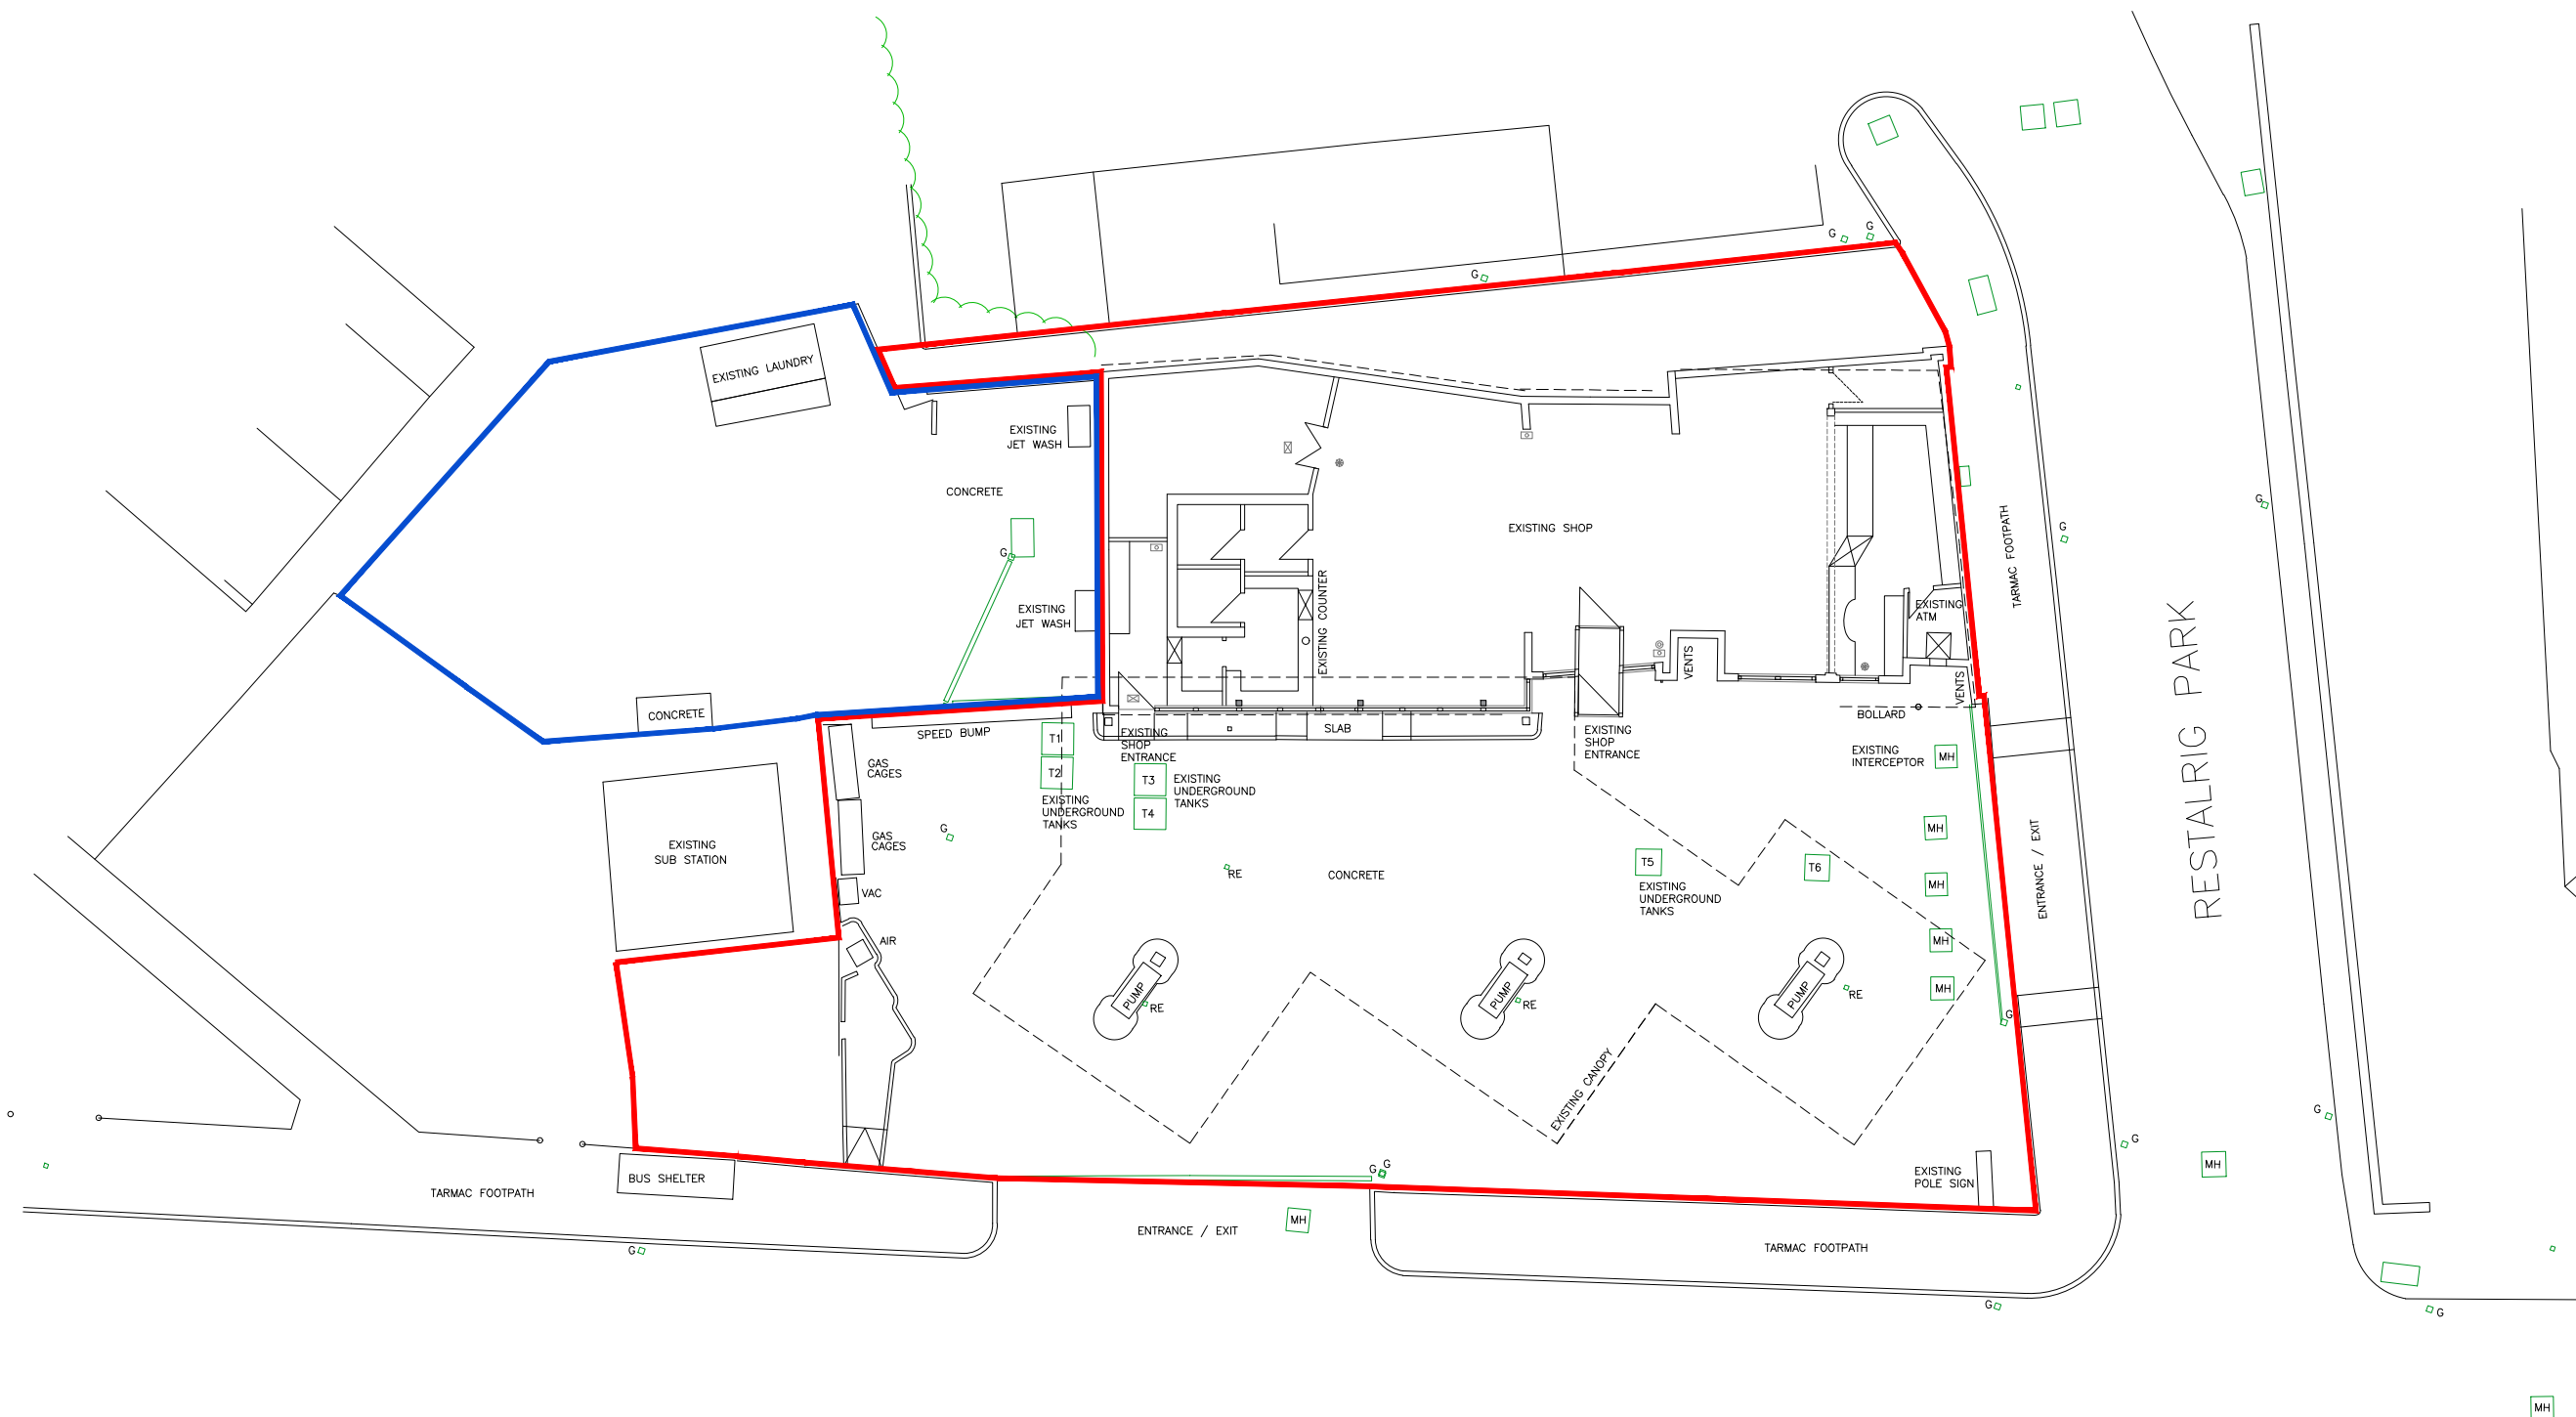 G
G
G
EXISTING LAUNDRY
EXISTING
JET WASH
CONCRETE
G
G
EXISTING SHOP
TARMAC FOOTPATH
G
EXISTING COUNTER
EXISTING
JET WASH
EXISTING
ATM
RESTALRIG PARK
VENTS
VENTS
CONCRETE
SPEED BUMP
BOLLARD
SLAB
EXISTING
SHOP
ENTRANCE
EXISTING
SHOP
ENTRANCE
T1
T2
EXISTING
UNDERGROUND
TANKS
T3
T4
EXISTING
UNDERGROUND
TANKS
EXISTING
INTERCEPTOR
MH
GAS
CAGES
GAS
CAGES
G
MH
ENTRANCE / EXIT
EXISTING
SUB STATION
VAC
RE
CONCRETE
T5
EXISTING
UNDERGROUND
TANKS
T6
MH
AIR
MH
MH
PUMP
RE
PUMP
RE
PUMP
RE
G
EXISTING CANOPY
G
G
BUS SHELTER
TARMAC FOOTPATH
G
G
EXISTING
POLE SIGN
MH
MH
ENTRANCE / EXIT
TARMAC FOOTPATH
G
G
G
MH